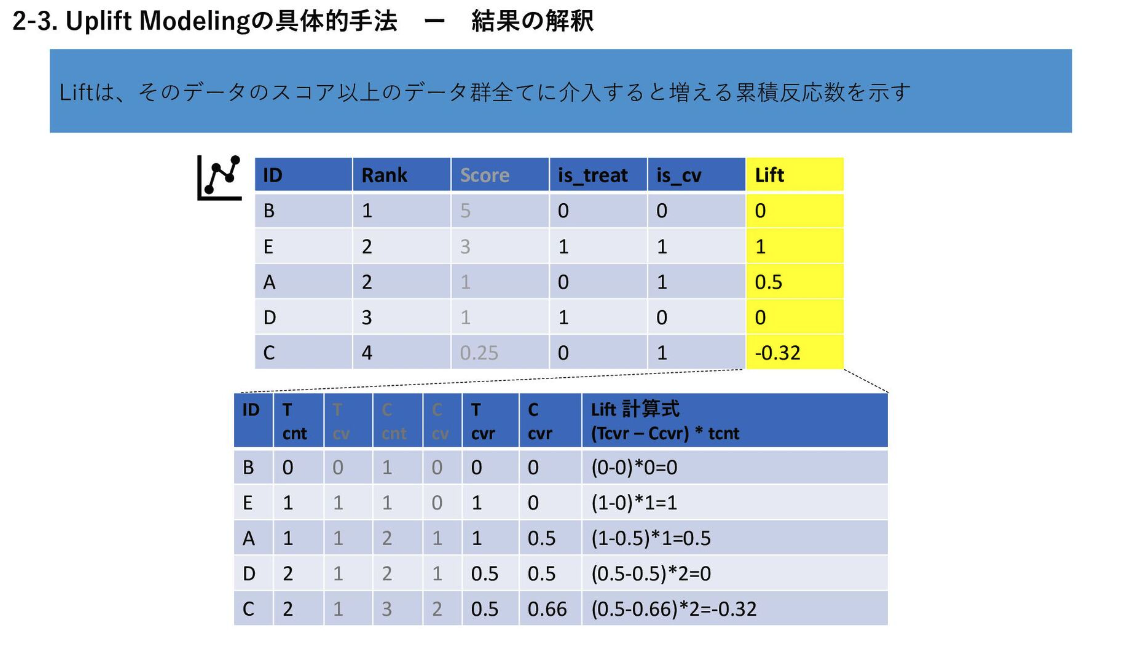 2-3. Uplift Modelingの具体的手法　ー　結果の解釈
Liftは、そのデータのスコア以上のデータ群全てに介入すると増える累積反応数を示す
ID Rank Score is_treat is_cv Lift
B 1 5 0 0 0
E 2 3 1 1 1
A 2 1 0 1 0.5
D 3 1 1 0 0
C 4 0.25 0 1 -0.32
ID T T C C T C Lift 計算式
cnt cv cnt cv cvr cvr (Tcvr – Ccvr) * tcnt
B 0 0 1 0 0 0 (0-0)*0=0
E 1 1 1 0 1 0 (1-0)*1=1
A 1 1 2 1 1 0.5 (1-0.5)*1=0.5
D 2 1 2 1 0.5 0.5 (0.5-0.5)*2=0
C 2 1 3 2 0.5 0.66 (0.5-0.66)*2=-0.32